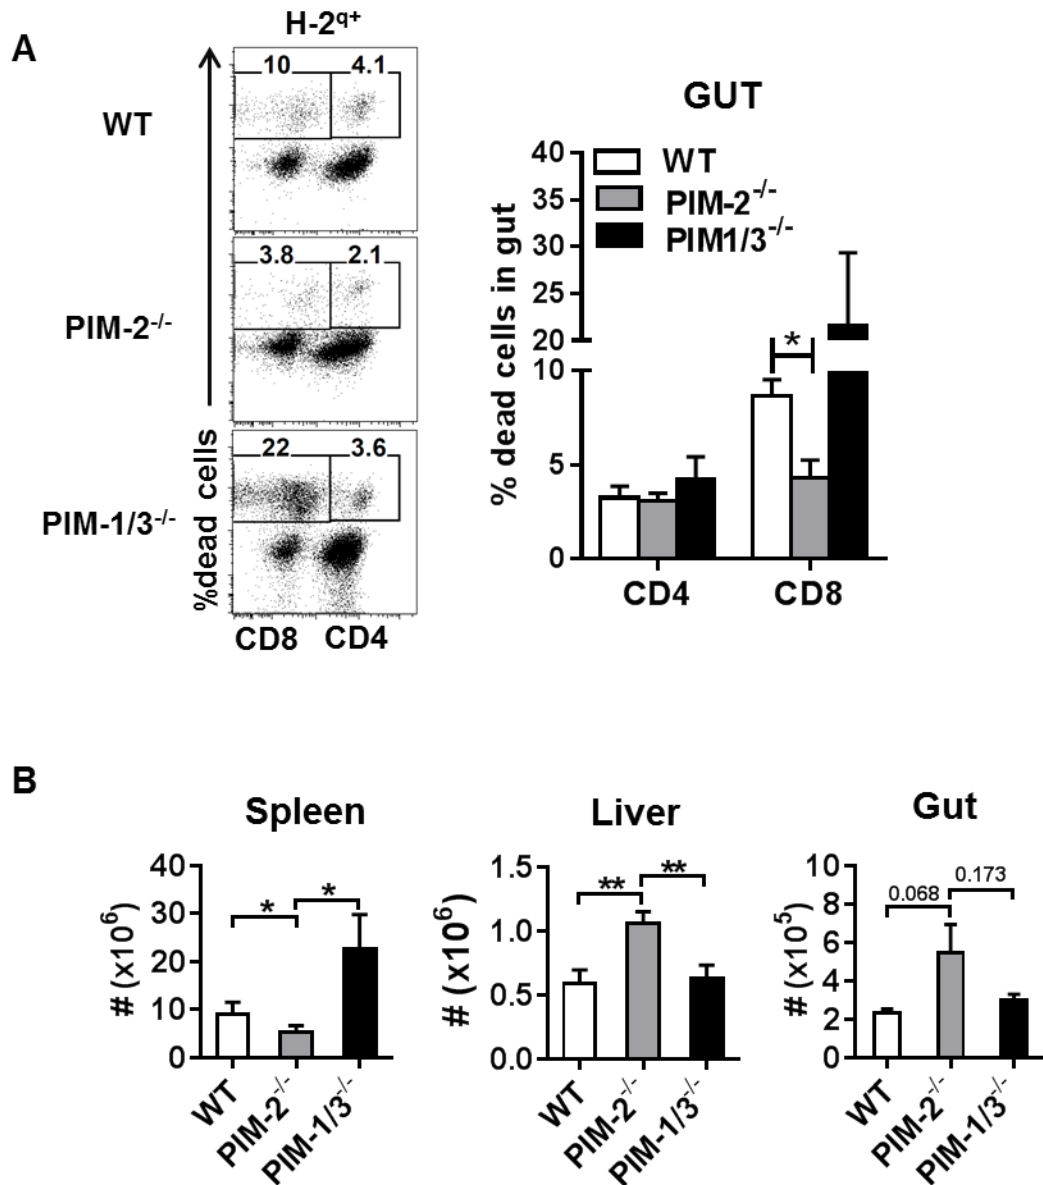 A
H-2q+
WT
10
4.1
PIM-2-/-
3.8
2.1
PIM-1/3-/-
22
3.6
%dead cells
CD8 CD4
GUT
% dead cells in gut
40
35
30
25
20
10
5
0
WT
PIM-2-/-
PIM1/3-/-
*
CD4 CD8
B
Spleen
# (x10⁶)
40
30
20
10
0
*
*
WT
PIM-2-/-
PIM-1/3-/-
Liver
# (x10⁶)
1.5
1.0
0.5
0.0
**
**
WT
PIM-2-/-
PIM-1/3-/-
Gut
# (x10⁵)
10
8
6
4
2
0
0.068
0.173
WT
PIM-2-/-
PIM-1/3-/-